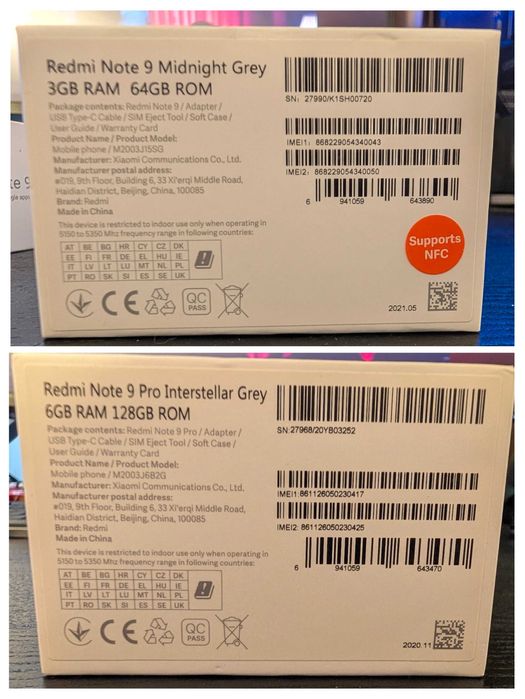 Redmi Note 9 Midnight Grey
3GB RAM 64GB ROM
Package contents: Redmi Note 9 / Adapter /
USB Type-C Cable / SIM Eject Tool / Soft Case /
User Guide / Warranty Card
Product Name / Product Model:
Mobile phone / M2003J15SG
Manufacturer: Xiaomi Communications Co., Ltd.
Manufacturer postal address:
#019, 9th Floor, Building 6, 33 Xi'erqi Middle Road,
Haidian District, Beijing, China, 100085
Brand: Redmi
Made in China
This device is restricted to indoor use only when operating in
5150 to 5350 Mhz frequency range in following countries:
AT BE BG HR CY CZ DK
EE FI FR DE EL HU IE
IT LV LT LU MT NL PL
PT RO SK SI ES SE UK
CE
QC
PASS
SN: 27990/K1SH00720
IMEI1: 868229054340043
IMEI2: 868229054340050
6 941059 643890
Supports
NFC
2021.05
te 9
Redmi Note 9 Pro Interstellar Grey
6GB RAM 128GB ROM
Package contents: Redmi Note 9 Pro / Adapter /
USB Type-C Cable / SIM Eject Tool / Soft Case /
User Guide / Warranty Card
Product Name / Product Model:
Mobile phone / M2003J6B2G
Manufacturer: Xiaomi Communications Co., Ltd.
Manufacturer postal address:
#019, 9th Floor, Building 6, 33 Xi'erqi Middle Road,
Haidian District, Beijing, China, 100085
Brand: Redmi
Made in China
This device is restricted to indoor use only when operating in
5150 to 5350 Mhz frequency range in following countries:
AT BE BG HR CY CZ DK
EE FI FR DE EL HU IE
IT LV LT LU MT NL PL
PT RO SK SI ES SE UK
CE
QC
PASS
SN:27968/20YB03252
IMEI1:861126050230417
IMEI2: 861126050230425
6 941059 643470
2020.11